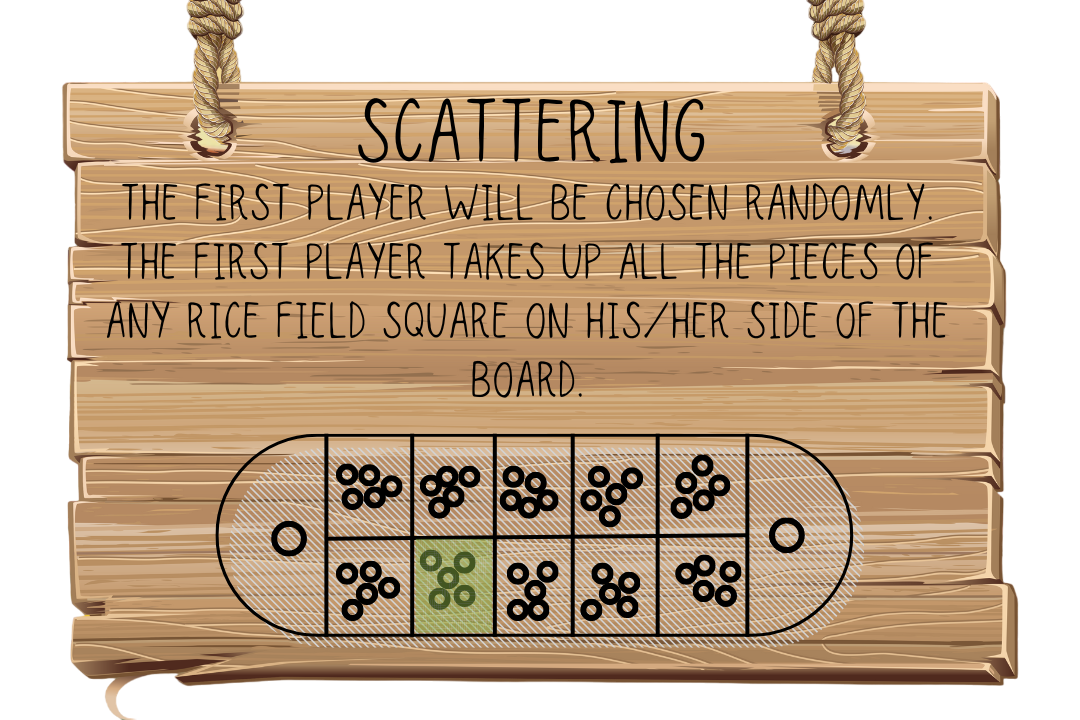 SCATTERING
THE FIRST PLAYER WILL BE CHOSEN RANDOMLY.
THE FIRST PLAYER TAKES UP ALL THE PIECES OF
ANY RICE FIELD SQUARE ON HIS/HER SIDE OF THE
BOARD.